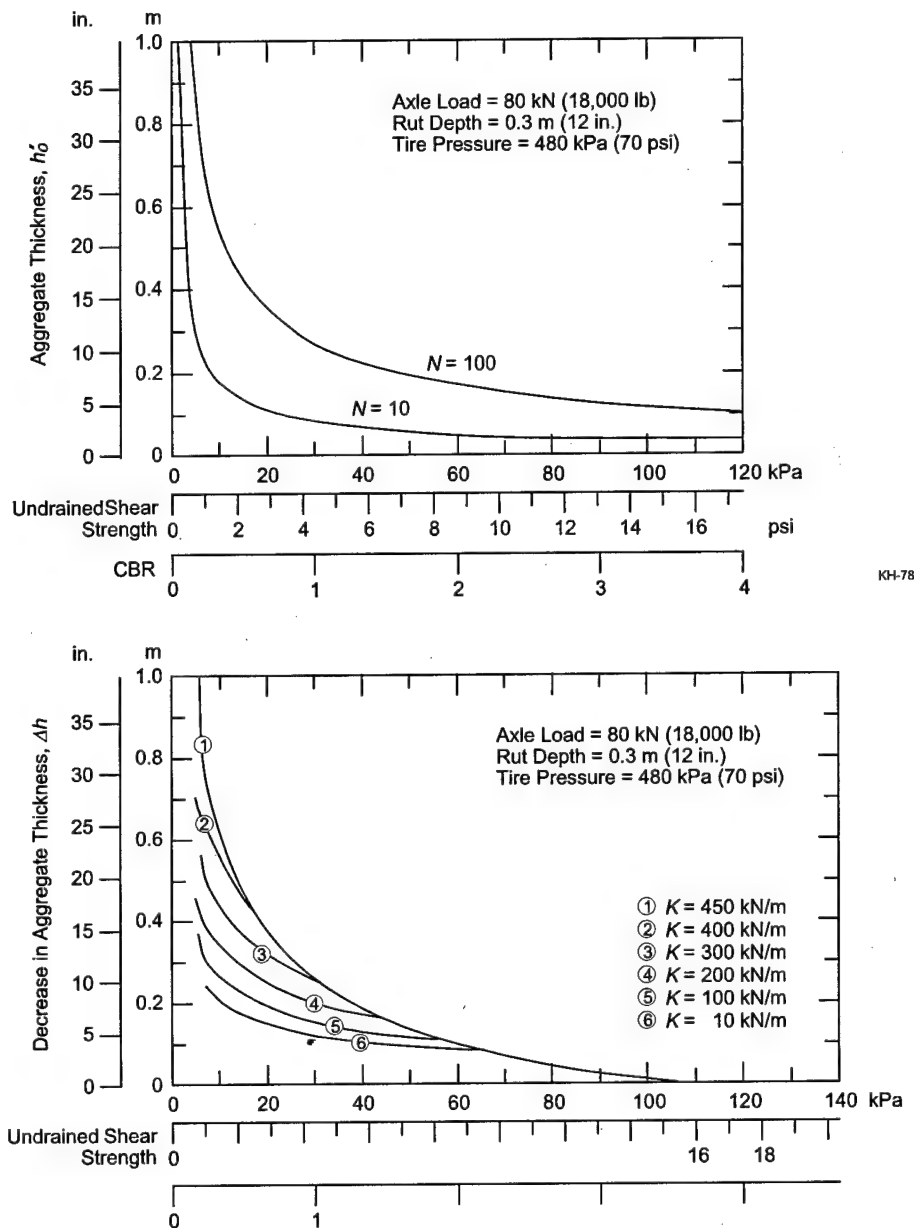 in. m
1.0
35
0.8
30
25
0.6
20
15
0.4
10
0.2
5
0 0
Aggregate Thickness, h'o
Axle Load = 80 kN (18,000 lb)
Rut Depth = 0.3 m (12 in.)
Tire Pressure = 480 kPa (70 psi)
N = 100
N = 10
0 20 40 60 80 100 120 kPa
Undrained Shear
Strength 0 2 4 6 8 10 12 14 16 psi
CBR
0 1 2 3 4
KH-78
in. m
1.0
35
0.8
30
25
0.6
20
15
0.4
10
0.2
5
0 0
Decrease in Aggregate Thickness, Δh
Axle Load = 80 kN (18,000 lb)
Rut Depth = 0.3 m (12 in.)
Tire Pressure = 480 kPa (70 psi)
1
2
3
4
5
6
① K = 450 kN/m
② K = 400 kN/m
③ K = 300 kN/m
④ K = 200 kN/m
⑤ K = 100 kN/m
⑥ K = 10 kN/m
0 20 40 60 80 100 120 140 kPa
Undrained Shear
Strength 0 16 18
0 1